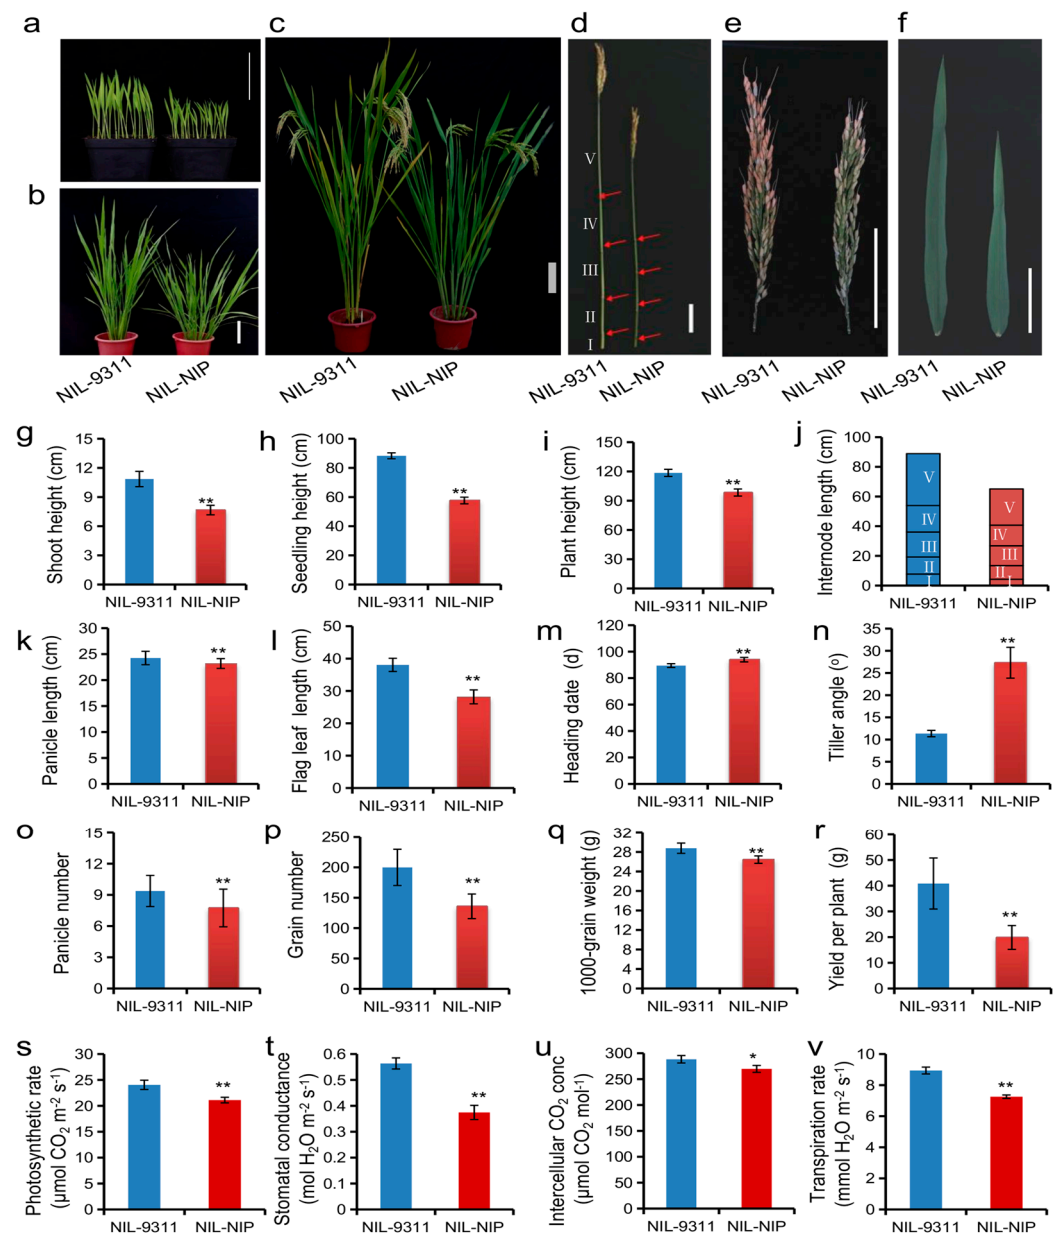 a
b
c
d
e
f
V
IV
III
II
I
NIL-9311
NIL-NIP
NIL-9311
NIL-NIP
NIL-9311
NIL-NIP
NIL-9311
NIL-NIP
NIL-9311
NIL-NIP
g
Shoot height (cm)
15
12
9
6
3
0
**
NIL-9311 NIL-NIP
h
Seedling height (cm)
100
80
60
40
20
0
**
NIL-9311 NIL-NIP
i
Plant height (cm)
150
120
90
60
30
0
**
NIL-9311 NIL-NIP
j
Internode length (cm)
100
80
60
40
20
0
V
IV
III
II
I
V
IV
III
II
I
NIL-9311 NIL-NIP
k
Panicle length (cm)
30
25
20
15
10
5
0
**
NIL-9311 NIL-NIP
l
Flag leaf length (cm)
50
40
30
20
10
0
**
NIL-9311 NIL-NIP
m
Heading date (d)
120
100
80
60
40
20
0
**
NIL-9311 NIL-NIP
n
Tiller angle (o)
35
30
25
20
15
10
5
0
**
NIL-9311 NIL-NIP
o
Panicle number
15
12
9
6
3
0
**
NIL-9311 NIL-NIP
p
Grain number
250
200
150
100
50
0
**
NIL-9311 NIL-NIP
q
1000-grain weight (g)
32
28
24
20
16
12
8
4
0
**
NIL-9311 NIL-NIP
r
Yield per plant (g)
60
50
40
30
20
10
0
**
NIL-9311 NIL-NIP
s
Photosynthetic rate
(µmol CO2 m-2 s-1)
30
25
20
15
10
5
0
**
NIL-9311 NIL-NIP
t
Stomatal conductance
(mol H2O m-2 s-1)
0.6
0.5
0.4
0.3
0.2
0.1
0
**
NIL-9311 NIL-NIP
u
Intercellular CO2 conc
(µmol CO2 mol-1)
300
250
200
150
100
50
0
*
NIL-9311 NIL-NIP
v
Transpiration rate
(mmol H2O m-2 s-1)
10
8
6
4
2
0
**
NIL-9311 NIL-NIP